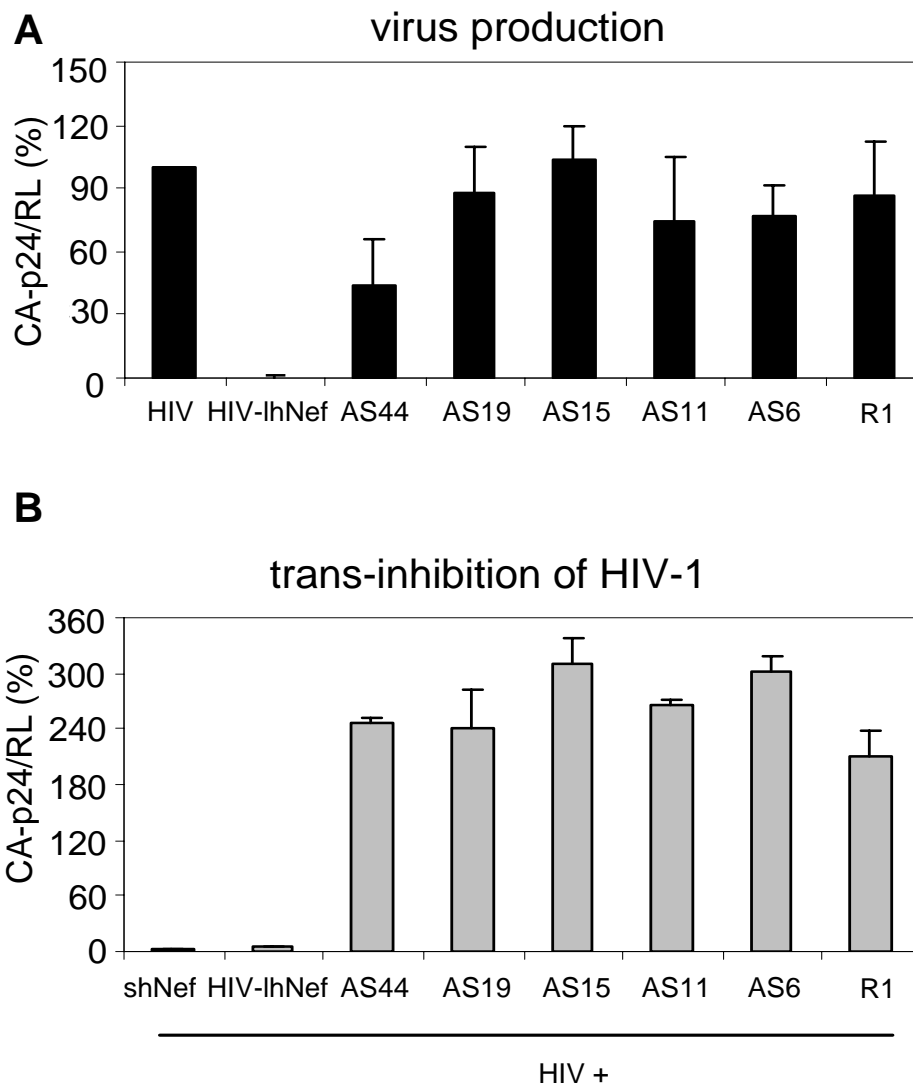 A
virus production
CA-p24/RL (%)
150
120
90
60
30
0
HIV HIV-lhNef AS44 AS19 AS15 AS11 AS6 R1
B
trans-inhibition of HIV-1
CA-p24/RL (%)
360
300
240
180
120
60
0
shNef HIV-lhNef AS44 AS19 AS15 AS11 AS6 R1
HIV +